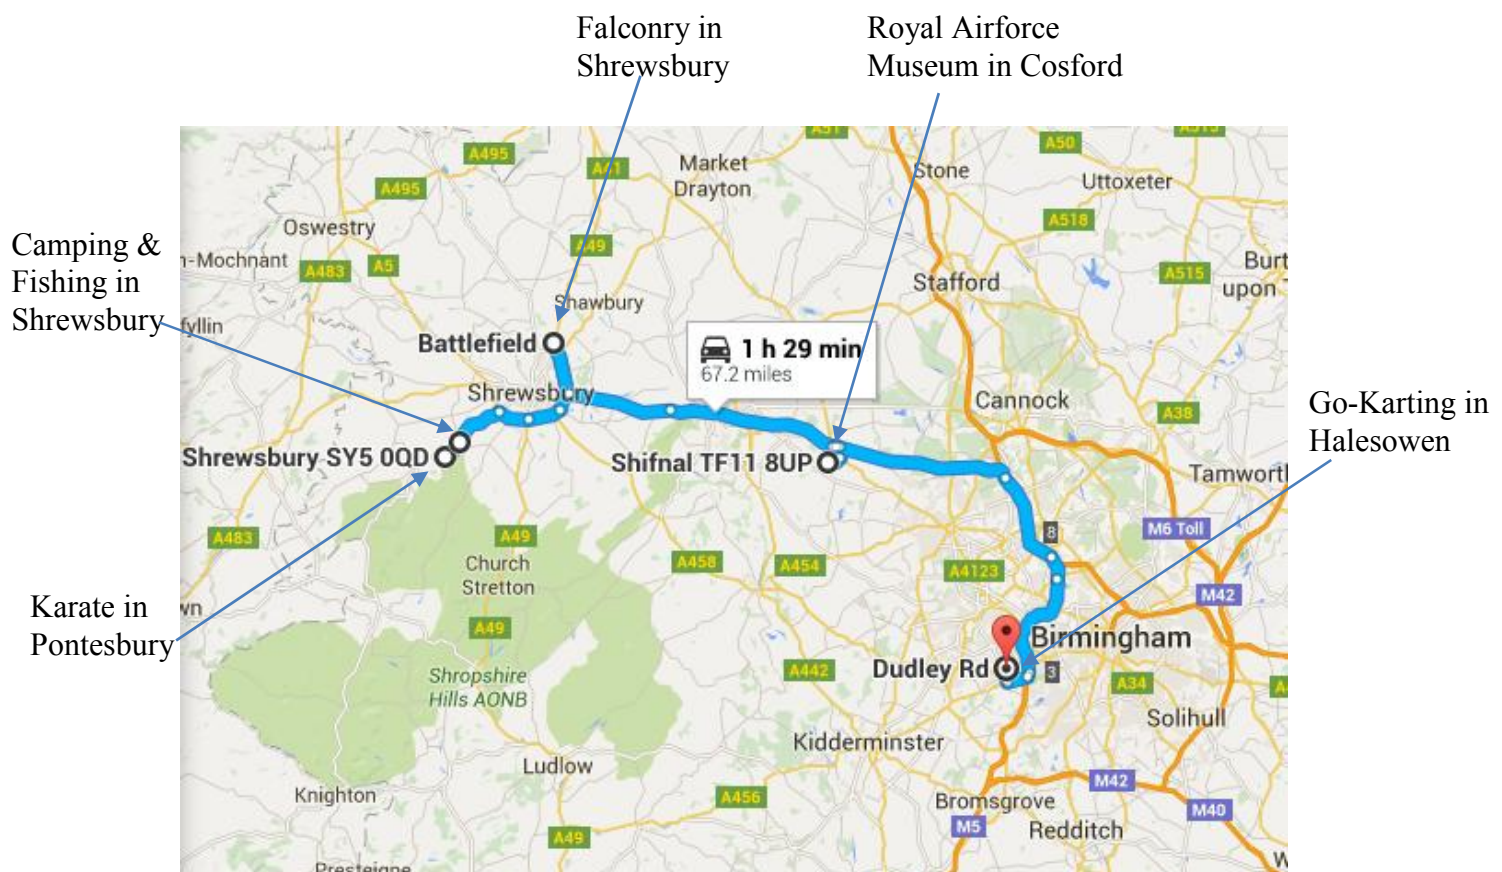 Falconry in
Shrewsbury
Royal Airforce
Museum in Cosford
A51
A515
A50
A495
A41
Market
Drayton
Stone
Uttoxeter
A495
Oswestry
A518
Camping &
Fishing in
Shrewsbury
n-Mochnant
A483
A5
A49
Stafford
A515
Burt
upon T
Shawbury
fyllin
Battlefield
1 h 29 min
67.2 miles
Shrewsbury
Cannock
A38
Go-Karting in
Halesowen
Shrewsbury SY5 0QD
Shifnal TF11 8UP
Tamworth
A483
A49
8
M6 Toll
Church
Stretton
A458
A454
A4123
M42
Karate in
Pontesbury
wn
A49
Birmingham
Shropshire
Hills AONB
A442
Dudley Rd
3
A34
Solihull
Kidderminster
Ludlow
Knighton
A456
M42
Bromsgrove
M40
M5
Redditch
A49
Presteigne